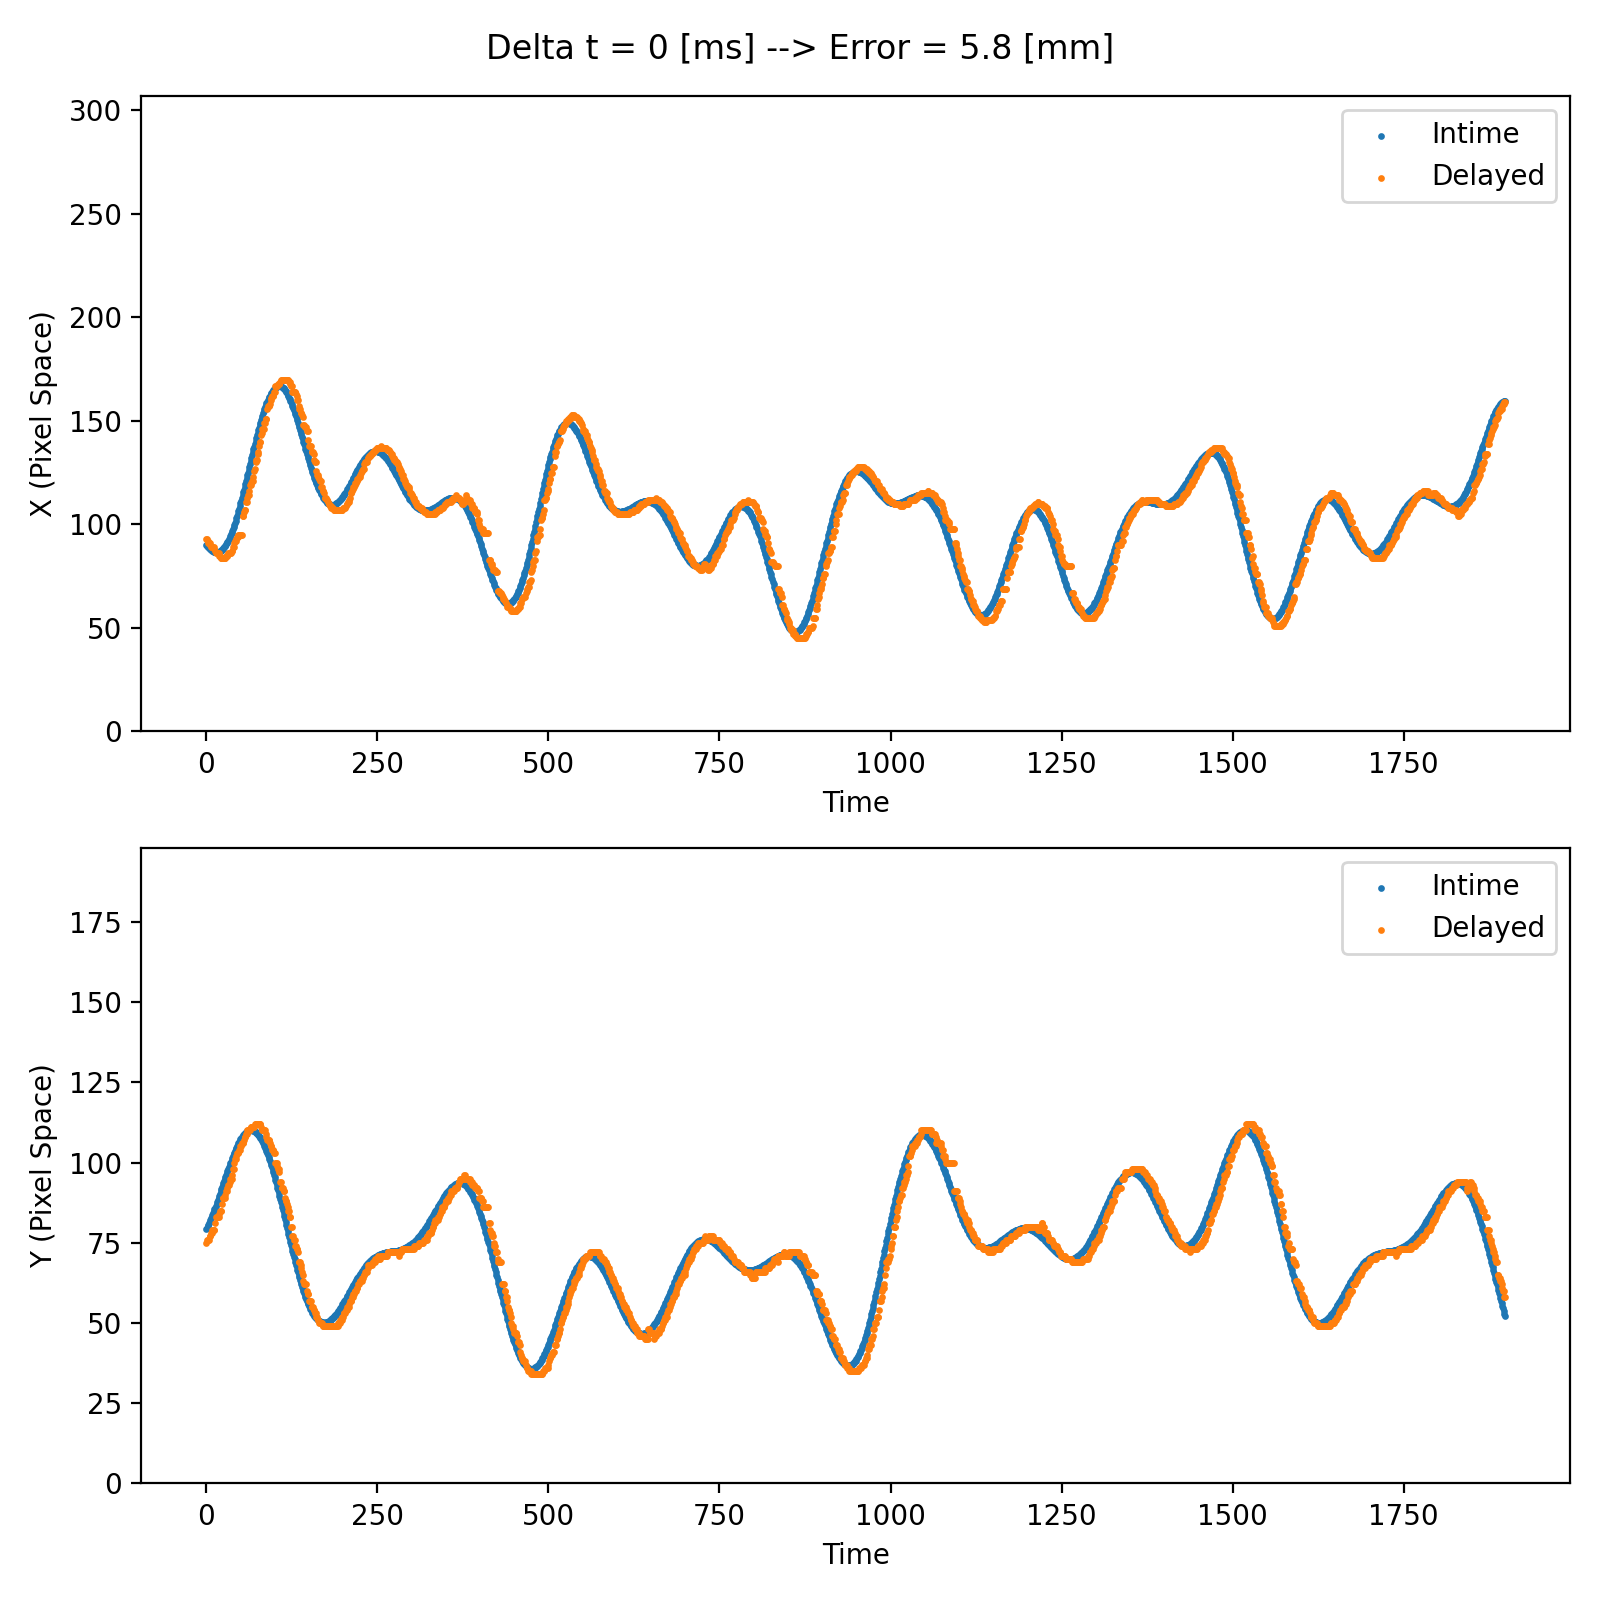 Delta t = 0 [ms] --> Error = 5.8 [mm]
300
250
200
150
100
50
0
X (Pixel Space)
Intime
Delayed
0 250 500 750 1000 1250 1500 1750
Time
175
150
125
100
75
50
25
0
Y (Pixel Space)
Intime
Delayed
0 250 500 750 1000 1250 1500 1750
Time